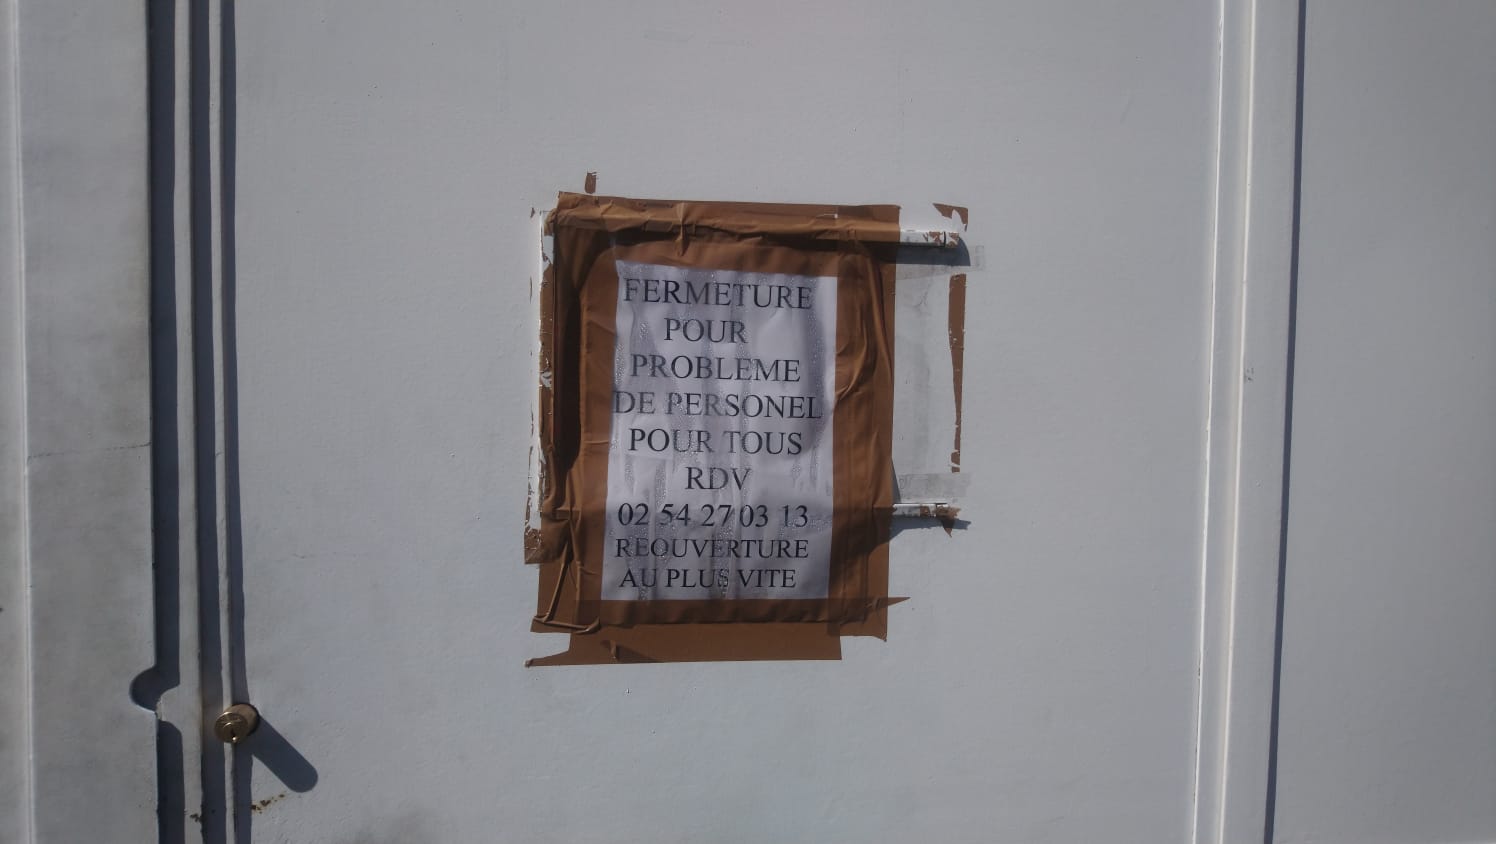 FERMETURE
POUR
PROBLEME
DE PERSONEL
POUR TOUS
RDV
02 54 27 03 13
REOUVERTURE
AU PLUS VITE